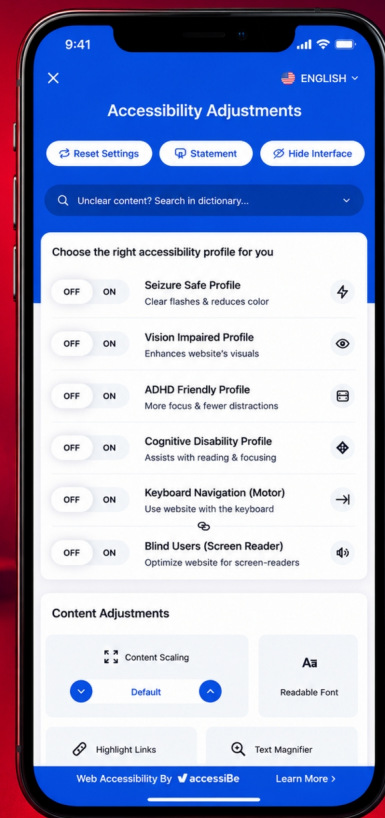 9:41
ENGLISH
Accessibility Adjustments
Reset Settings
Statement
Hide Interface
Unclear content? Search in dictionary...
Choose the right accessibility profile for you
OFF ON
Seizure Safe Profile
Clear flashes & reduces color
OFF ON
Vision Impaired Profile
Enhances website's visuals
OFF ON
ADHD Friendly Profile
More focus & fewer distractions
OFF ON
Cognitive Disability Profile
Assists with reading & focusing
OFF ON
Keyboard Navigation (Motor)
Use website with the keyboard
OFF ON
Blind Users (Screen Reader)
Optimize website for screen-readers
Content Adjustments
Content Scaling
Default
Aa
Readable Font
Highlight Links
Text Magnifier
Web Accessibility By accessiBe
Learn More >